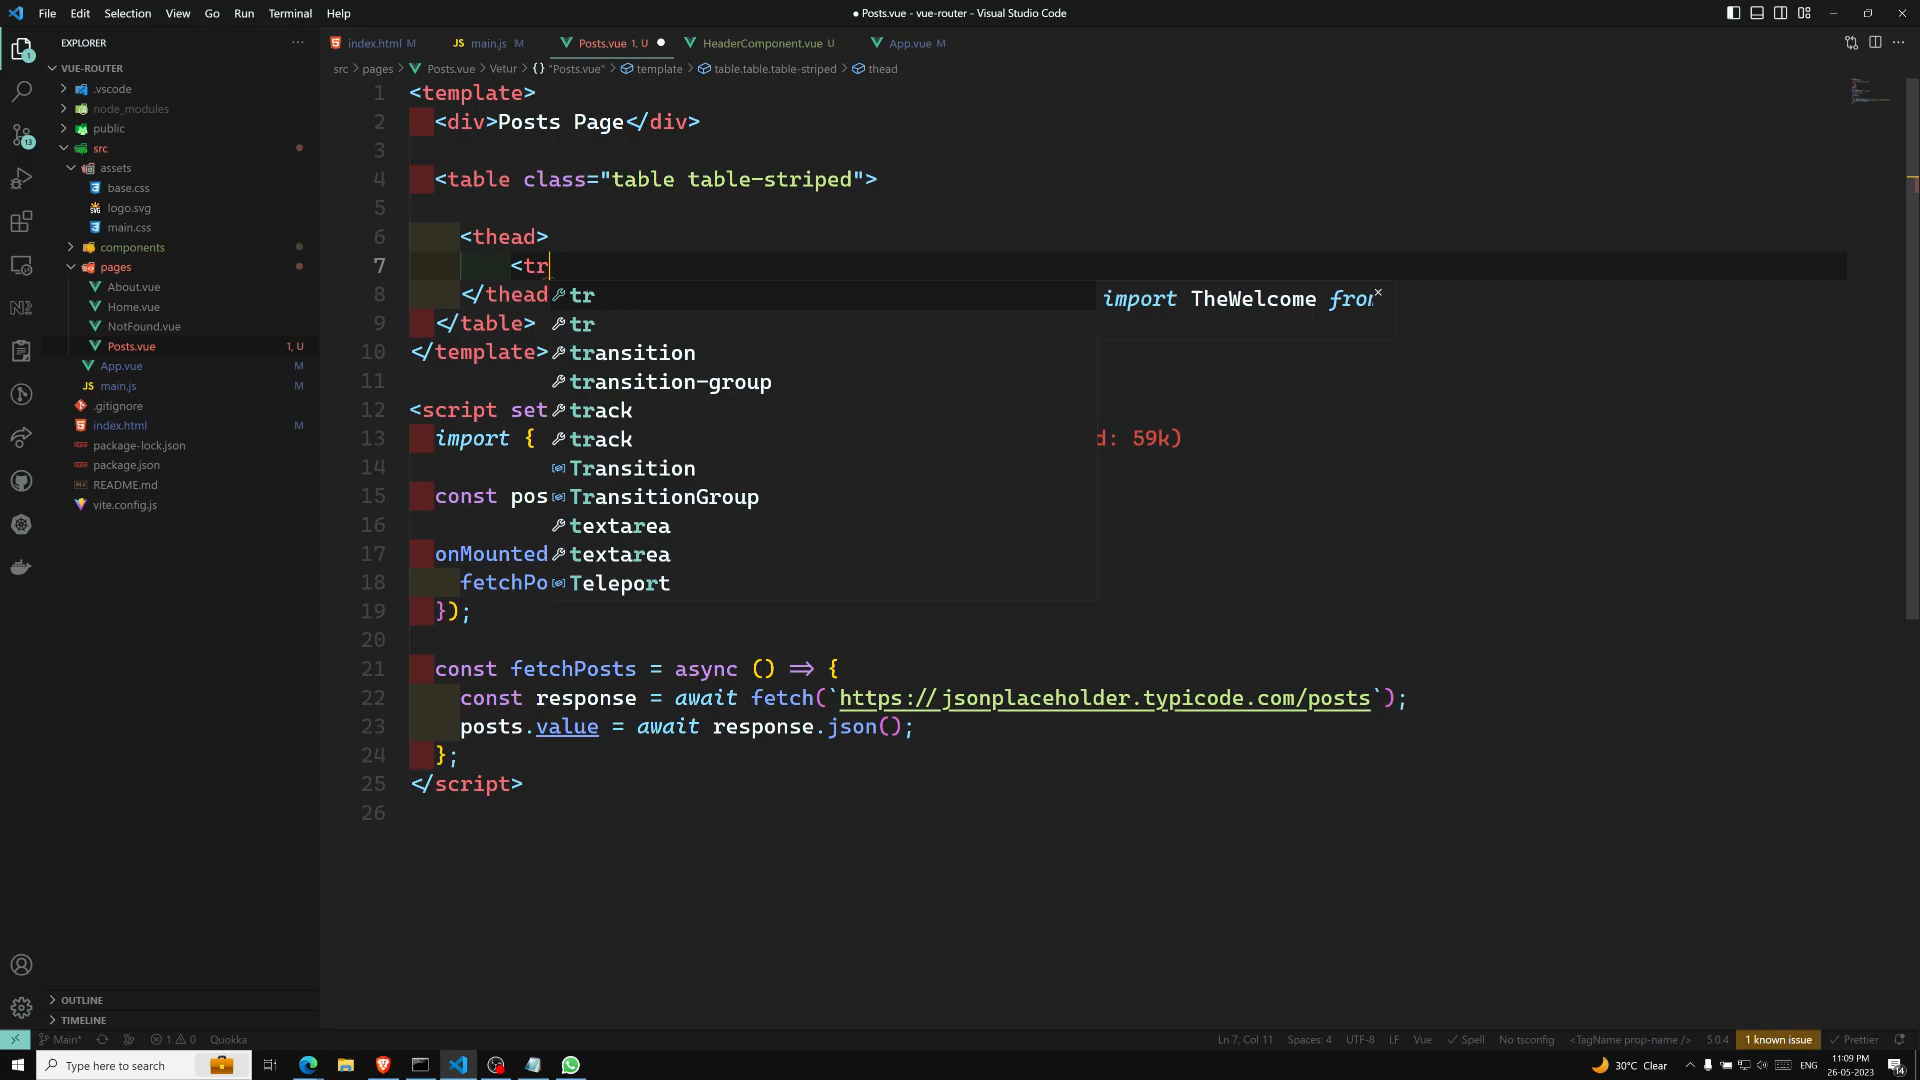 File Edit Selection View Go Run Terminal Help
● Posts.vue - vue-router - Visual Studio Code
EXPLORER
VUE-ROUTER
.vscode
node_modules
public
src
assets
base.css
logo.svg
main.css
components
pages
About.vue
Home.vue
NotFound.vue
Posts.vue 1, U
App.vue M
main.js M
.gitignore
index.html M
package-lock.json
package.json
README.md
vite.config.js
OUTLINE
TIMELINE
index.html M main.js M Posts.vue 1, U HeaderComponent.vue U App.vue M
src > pages > Posts.vue > Vetur > {} "Posts.vue" > template > table.table.table-striped > thead
1 <template>
2 <div>Posts Page</div>
3
4 <table class="table table-striped">
5
6 <thead>
7 <tr
8 </thead
9 </table>
10 </template>
11
12 <script set
13 import { d: 59k)
14
15 const pos
16
17 onMounted
18 fetchPo
19 });
20
21 const fetchPosts = async () => {
22 const response = await fetch(`https://jsonplaceholder.typicode.com/posts`);
23 posts.value = await response.json();
24 };
25 </script>
26
tr
tr
transition
transition-group
track
track
Transition
TransitionGroup
textarea
textarea
Teleport
import TheWelcome fro
13
1
Main* 1 0 Quokka
Ln 7, Col 11 Spaces: 4 UTF-8 LF Vue Spell No tsconfig <TagName prop-name /> 5.0.4 1 known issue Prettier
Type here to search
30°C Clear ENG 11:09 PM
26-05-2023
14